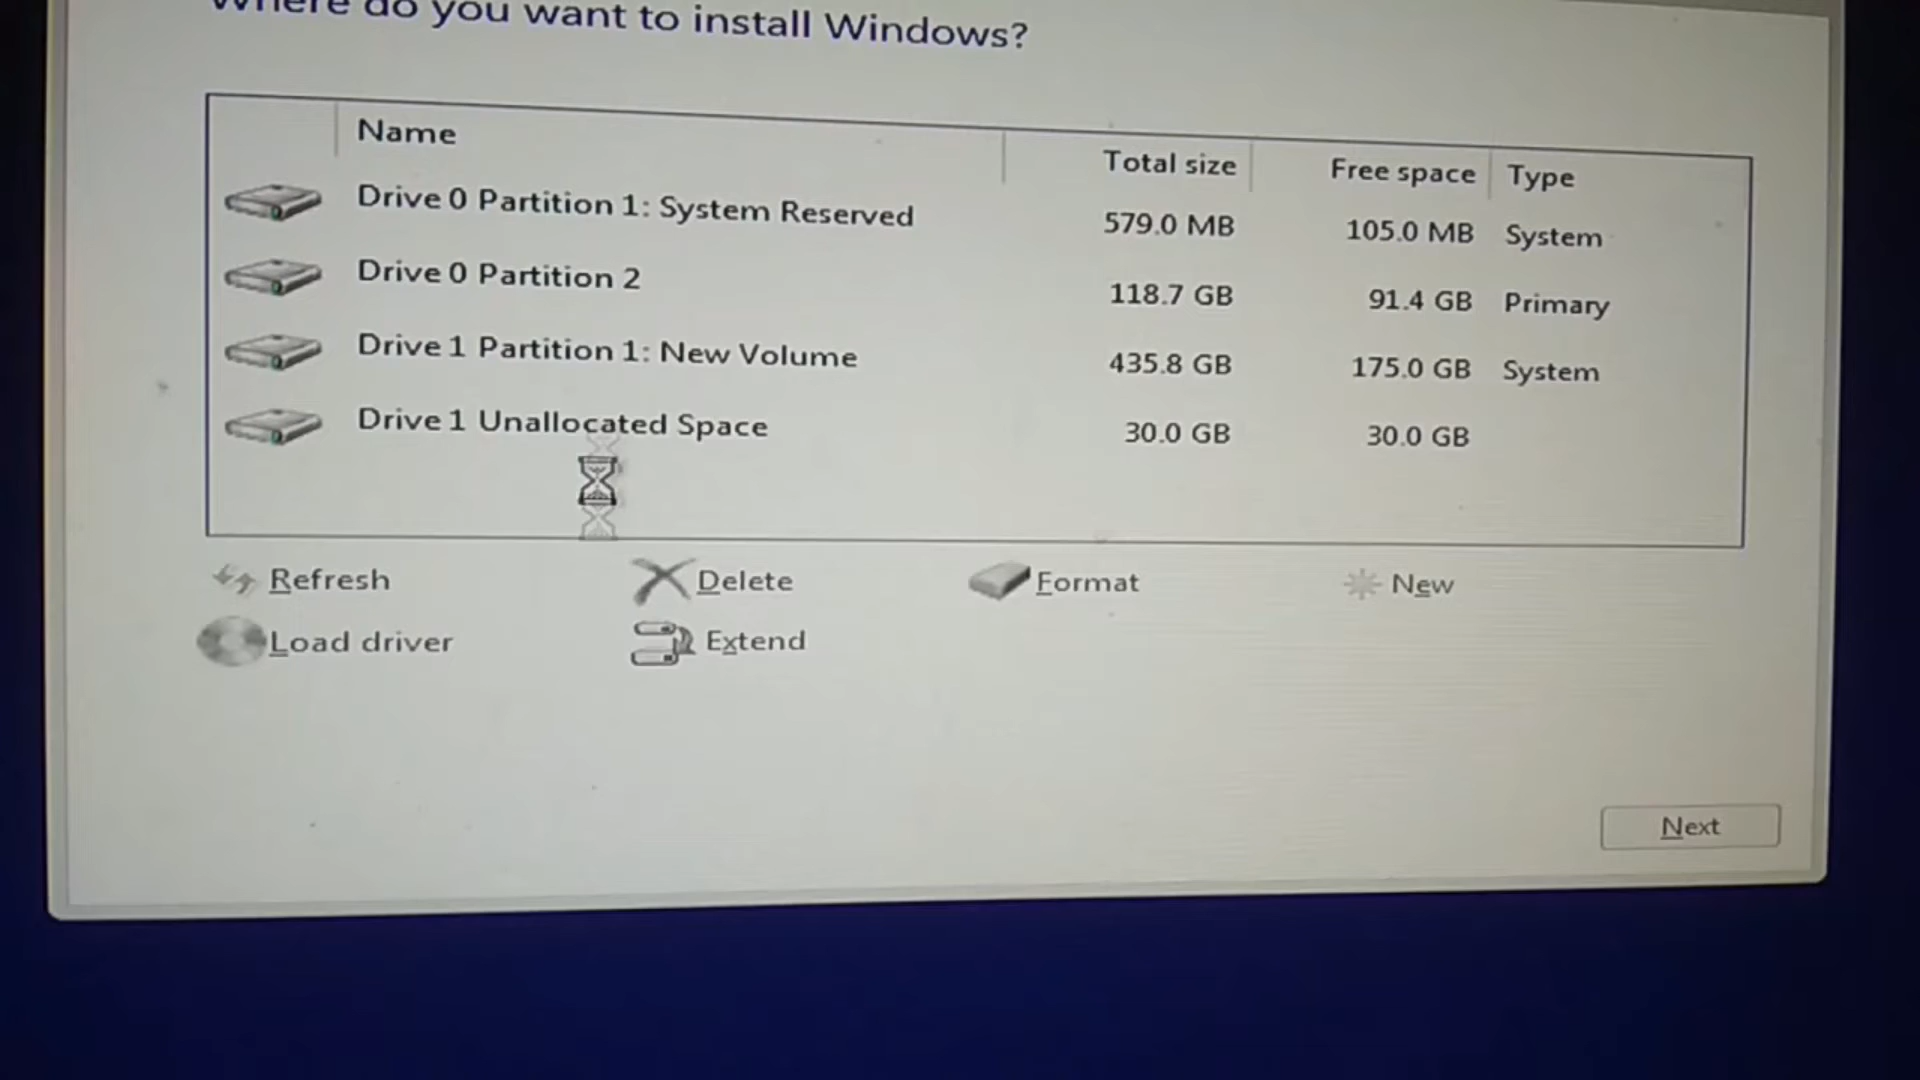 Where do you want to install Windows?
Name Total size Free space Type
Drive 0 Partition 1: System Reserved 579.0 MB 105.0 MB System
Drive 0 Partition 2 118.7 GB 91.4 GB Primary
Drive 1 Partition 1: New Volume 435.8 GB 175.0 GB System
Drive 1 Unallocated Space 30.0 GB 30.0 GB
Refresh Delete Format New
Load driver Extend
Next